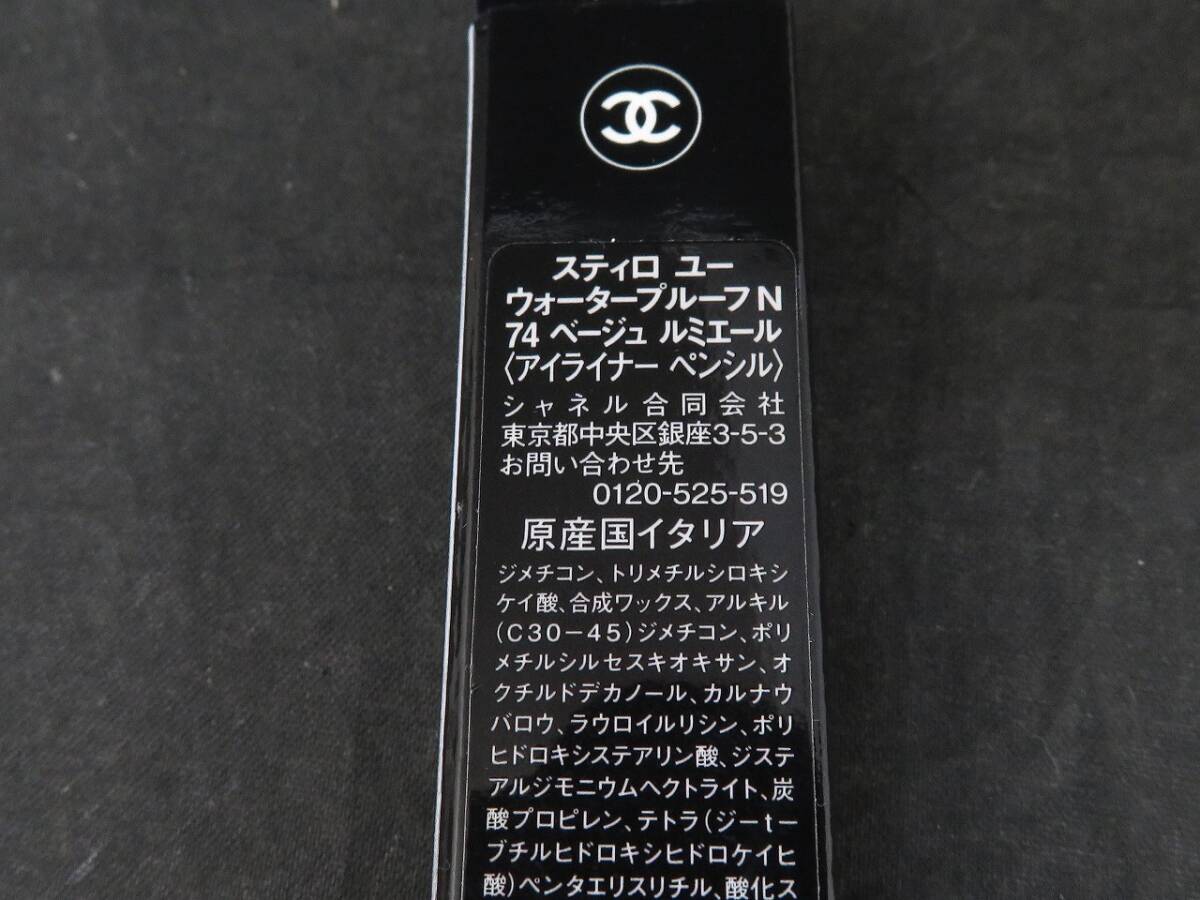 スティロ ユー
ウォータープルーフN
74 ベージュ ルミエール
〈アイライナー ペンシル〉
シャネル合同会社
東京都中央区銀座3-5-3
お問い合わせ先
0120-525-519
原産国イタリア
ジメチコン、トリメチルシロキシ
ケイ酸、合成ワックス、アルキル
(C30-45)ジメチコン、ポリ
メチルシルセスキオキサン、オ
クチルドデカノール、カルナウ
バロウ、ラウロイルリシン、ポリ
ヒドロキシステアリン酸、ジステ
アルジモニウムヘクトライト、炭
酸プロピレン、テトラ(ジーtー
ブチルヒドロキシヒドロケイヒ
酸)ペンタエリスリチル、酸化ス